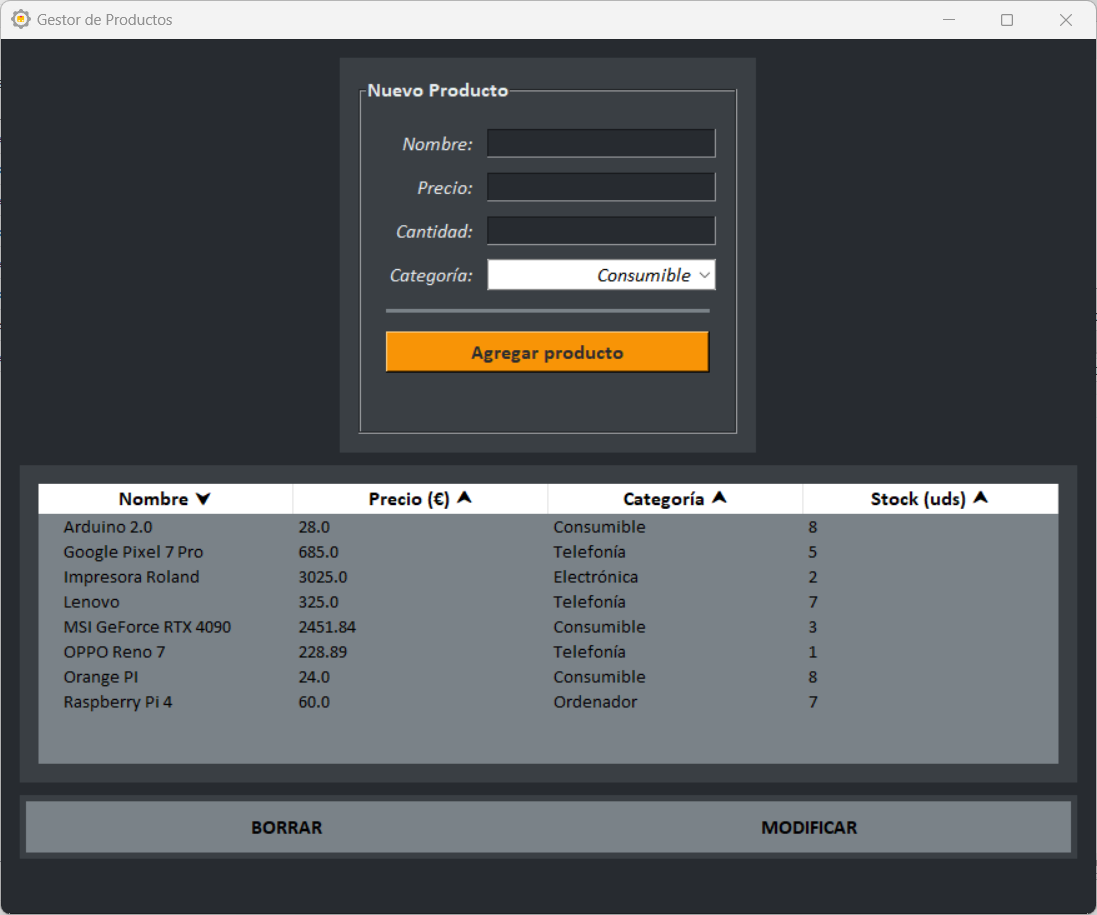 Gestor de Productos
Nuevo Producto
Nombre:
Precio:
Cantidad:
Categoría: Consumible
Agregar producto
Nombre ⮟ Precio (€) ⮝ Categoría ⮝ Stock (uds) ⮝
Arduino 2.0 28.0 Consumible 8
Google Pixel 7 Pro 685.0 Telefonía 5
Impresora Roland 3025.0 Electrónica 2
Lenovo 325.0 Telefonía 7
MSI GeForce RTX 4090 2451.84 Consumible 3
OPPO Reno 7 228.89 Telefonía 1
Orange PI 24.0 Consumible 8
Raspberry Pi 4 60.0 Ordenador 7
BORRAR MODIFICAR